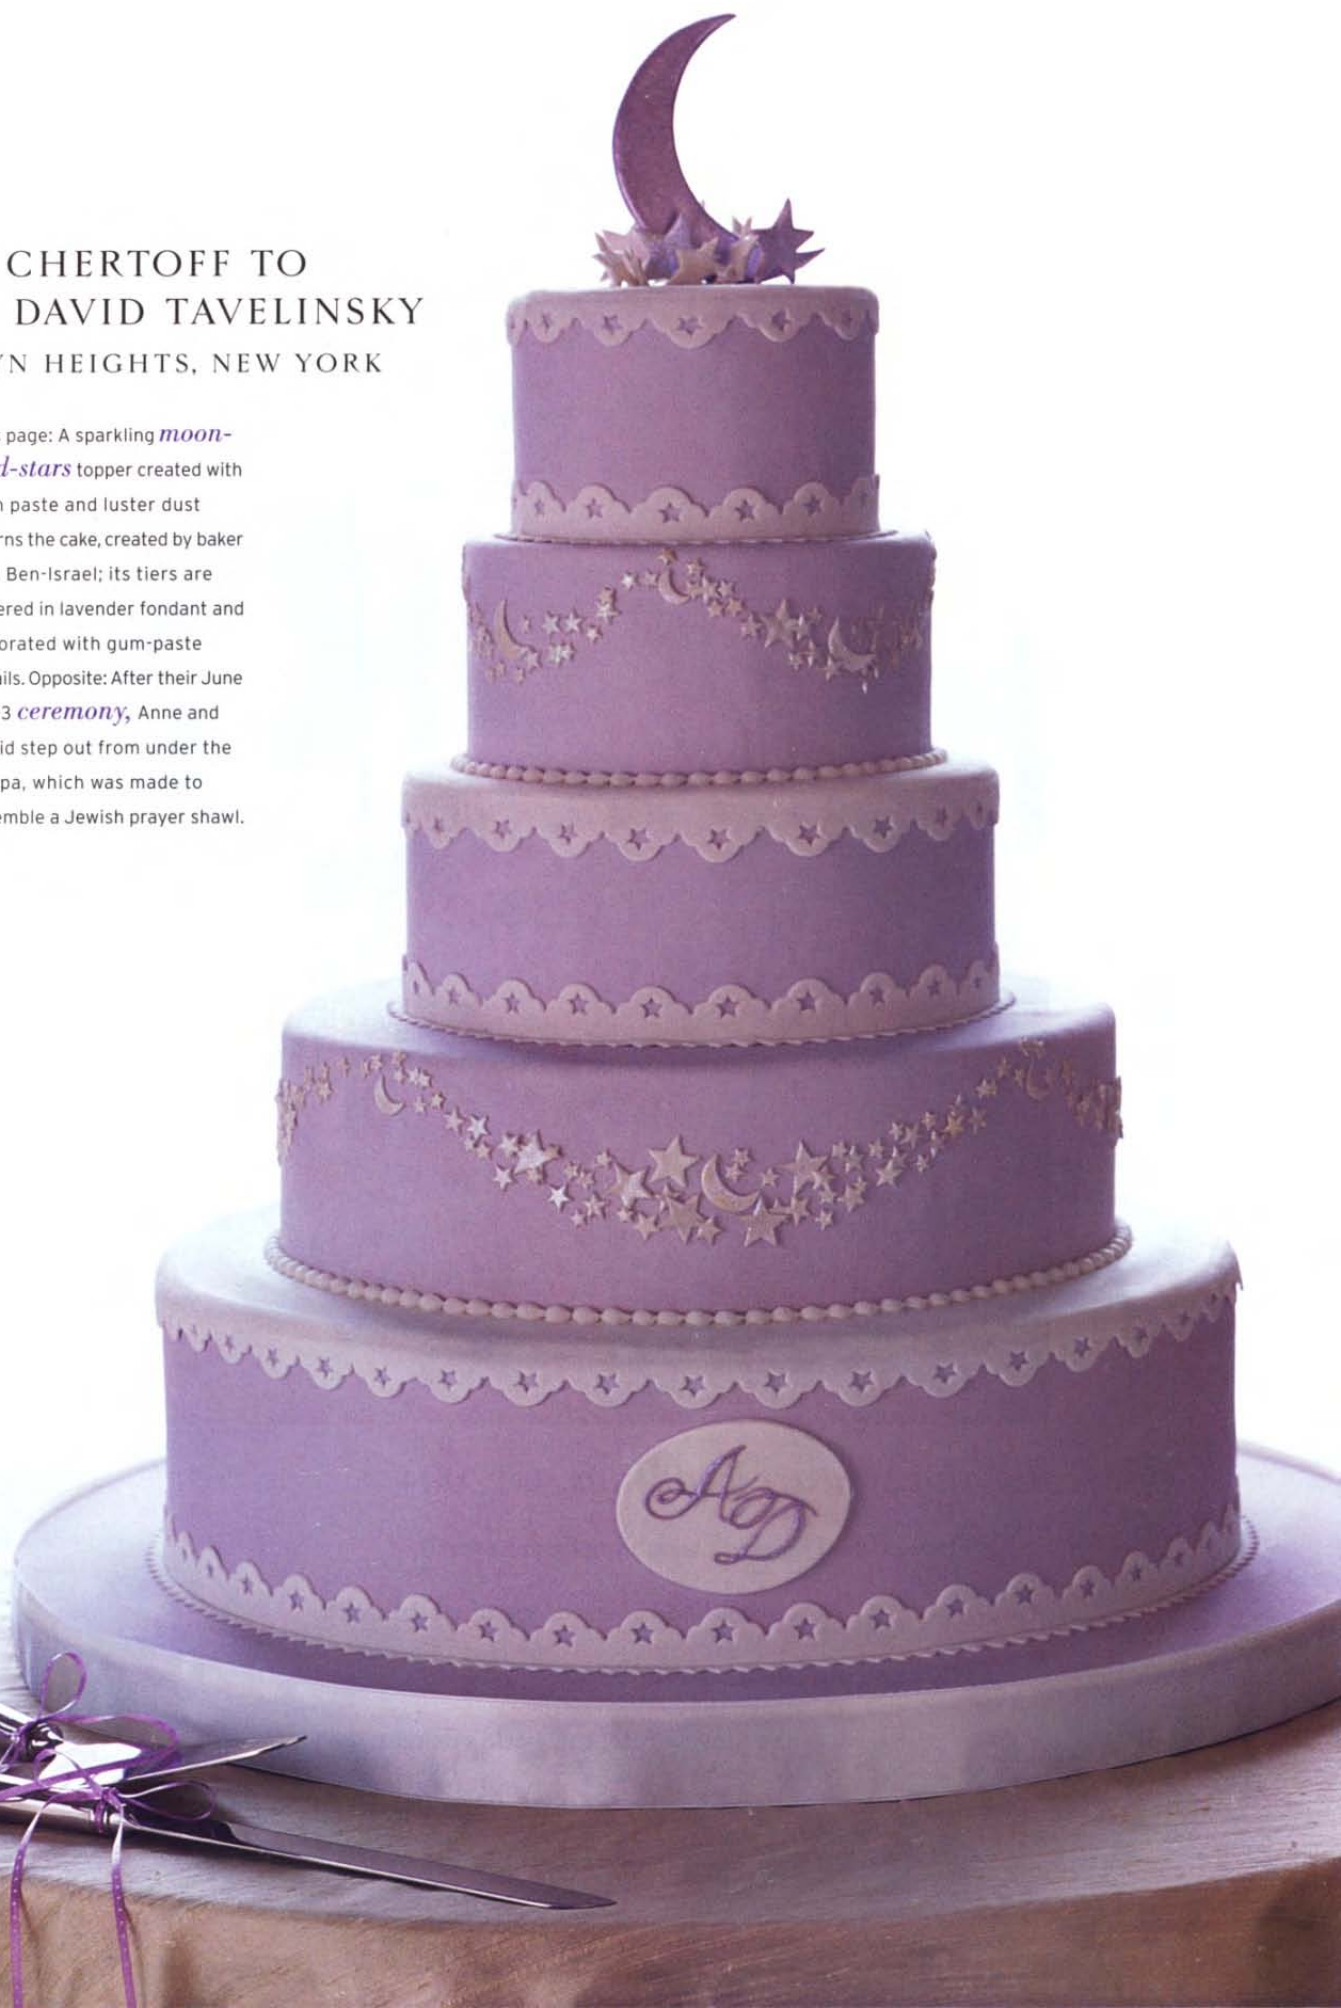 CHERTOFF TO
DAVID TAVELINSKY
'N HEIGHTS, NEW YORK
page: A sparkling moon-
d-stars topper created with
paste and luster dust
rns the cake, created by baker
Ben-Israel; its tiers are
ered in lavender fondant and
orated with gum-paste
ils. Opposite: After their June
3 ceremony, Anne and
id step out from under the
pa, which was made to
emble a Jewish prayer shawl.
AD